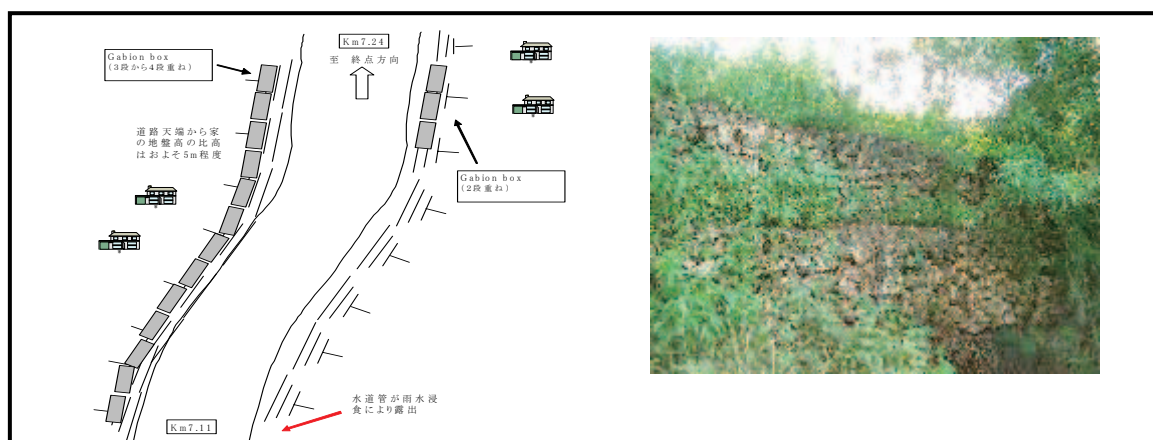 Km7.24
至 終点方向
Gabion box
(3段から4段重ね)
道路天端から家
の地盤高の比高
はおよそ5m程度
Gabion box
(2段重ね)
水道管が雨水浸
食により露出
Km7.11